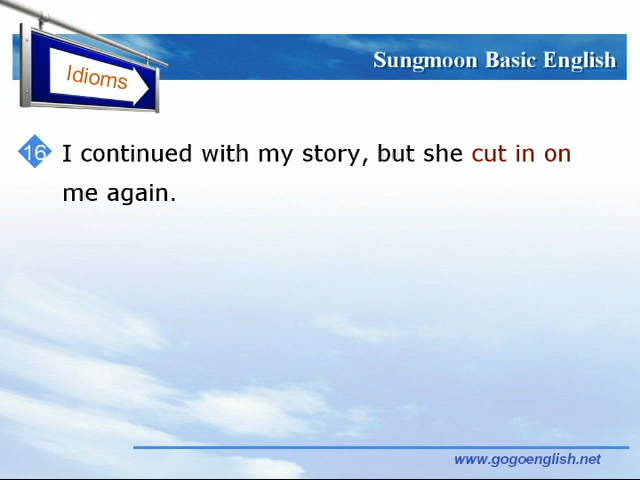 Idioms
Sungmoon Basic English
16 I continued with my story, but she cut in on
me again.
www.gogoenglish.net